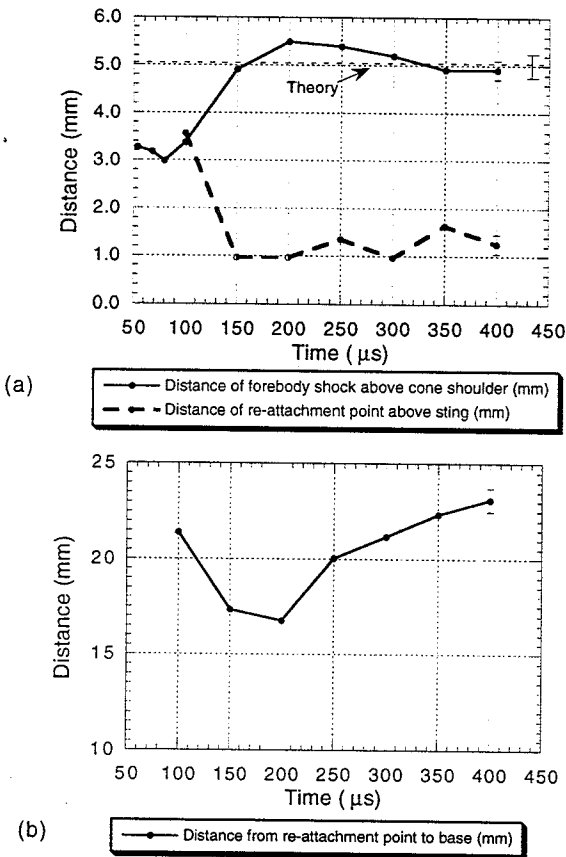 6.0
5.0
4.0
3.0
2.0
1.0
0.0
Distance (mm)
Theory
50 100 150 200 250 300 350 400 450
Time ( μs)
(a)
Distance of forebody shock above cone shoulder (mm)
Distance of re-attachment point above sting (mm)
25
20
15
10
Distance (mm)
50 100 150 200 250 300 350 400 450
Time ( μs)
(b)
Distance from re-attachment point to base (mm)